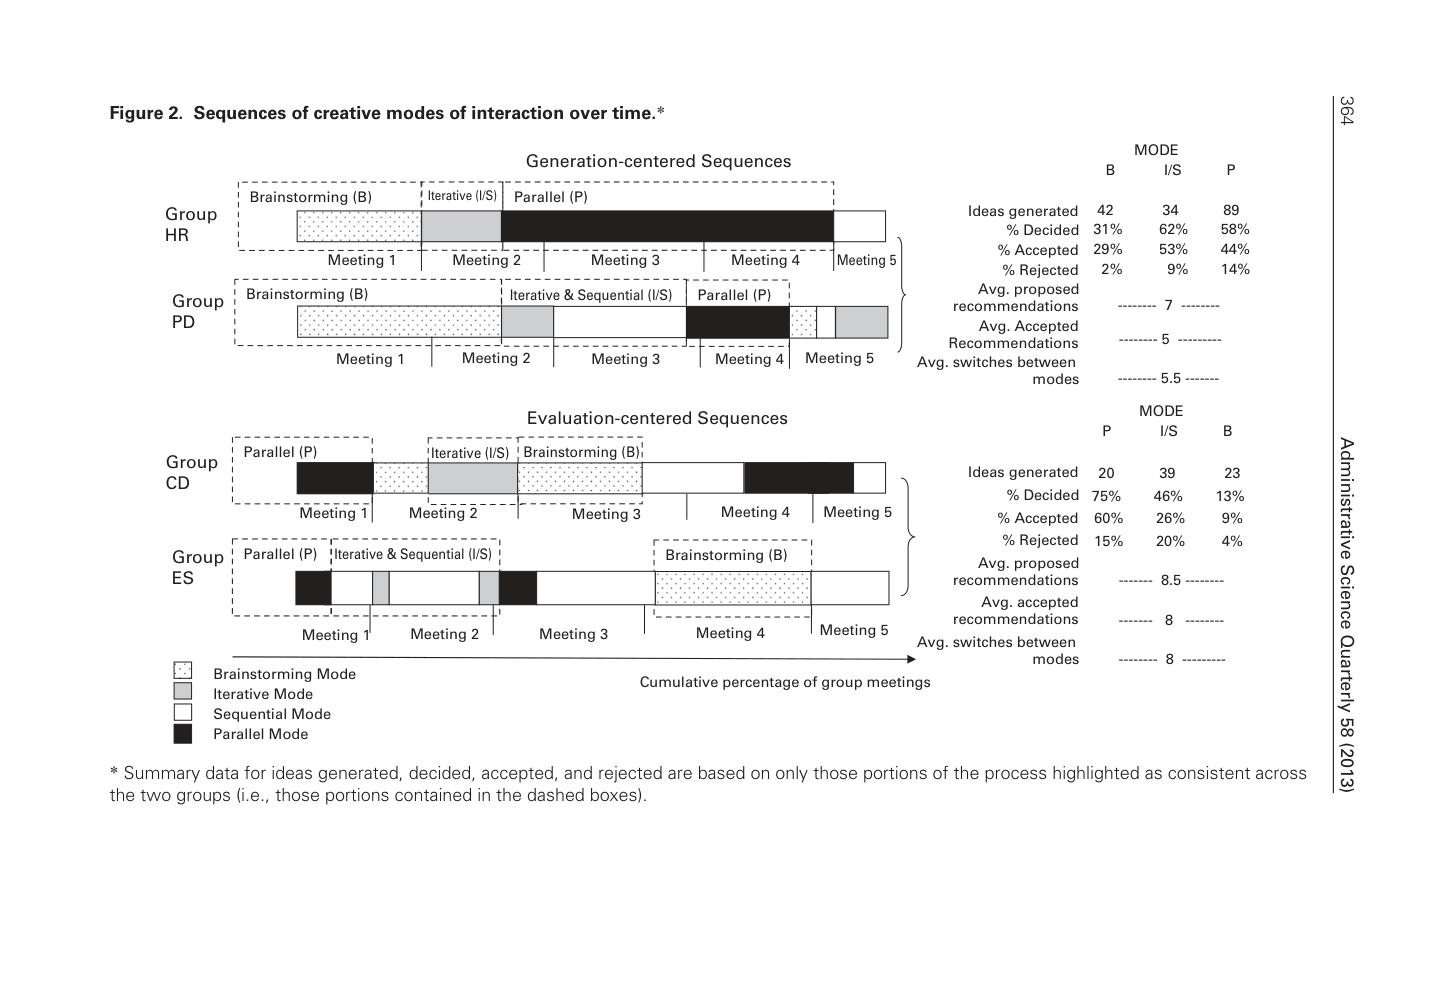 Figure 2. Sequences of creative modes of interaction over time.*
Generation-centered Sequences
MODE
B I/S P
Brainstorming (B) Iterative (I/S) Parallel (P)
Group
HR
Meeting 1 Meeting 2 Meeting 3 Meeting 4 Meeting 5
Ideas generated 42 34 89
% Decided 31% 62% 58%
% Accepted 29% 53% 44%
% Rejected 2% 9% 14%
Avg. proposed
recommendations -------- 7 --------
Avg. Accepted
Recommendations -------- 5 ---------
Avg. switches between
modes -------- 5.5 -------
Brainstorming (B) Iterative & Sequential (I/S) Parallel (P)
Group
PD
Meeting 1 Meeting 2 Meeting 3 Meeting 4 Meeting 5
Evaluation-centered Sequences
MODE
P I/S B
Parallel (P) Iterative (I/S) Brainstorming (B)
Group
CD
Meeting 1 Meeting 2 Meeting 3 Meeting 4 Meeting 5
Ideas generated 20 39 23
% Decided 75% 46% 13%
% Accepted 60% 26% 9%
% Rejected 15% 20% 4%
Avg. proposed
recommendations ------- 8.5 --------
Avg. accepted
recommendations ------- 8 --------
Avg. switches between
modes -------- 8 ---------
Parallel (P) Iterative & Sequential (I/S) Brainstorming (B)
Group
ES
Meeting 1 Meeting 2 Meeting 3 Meeting 4 Meeting 5
Cumulative percentage of group meetings
Brainstorming Mode
Iterative Mode
Sequential Mode
Parallel Mode
* Summary data for ideas generated, decided, accepted, and rejected are based on only those portions of the process highlighted as consistent across
the two groups (i.e., those portions contained in the dashed boxes).
364
Administrative Science Quarterly 58 (2013)